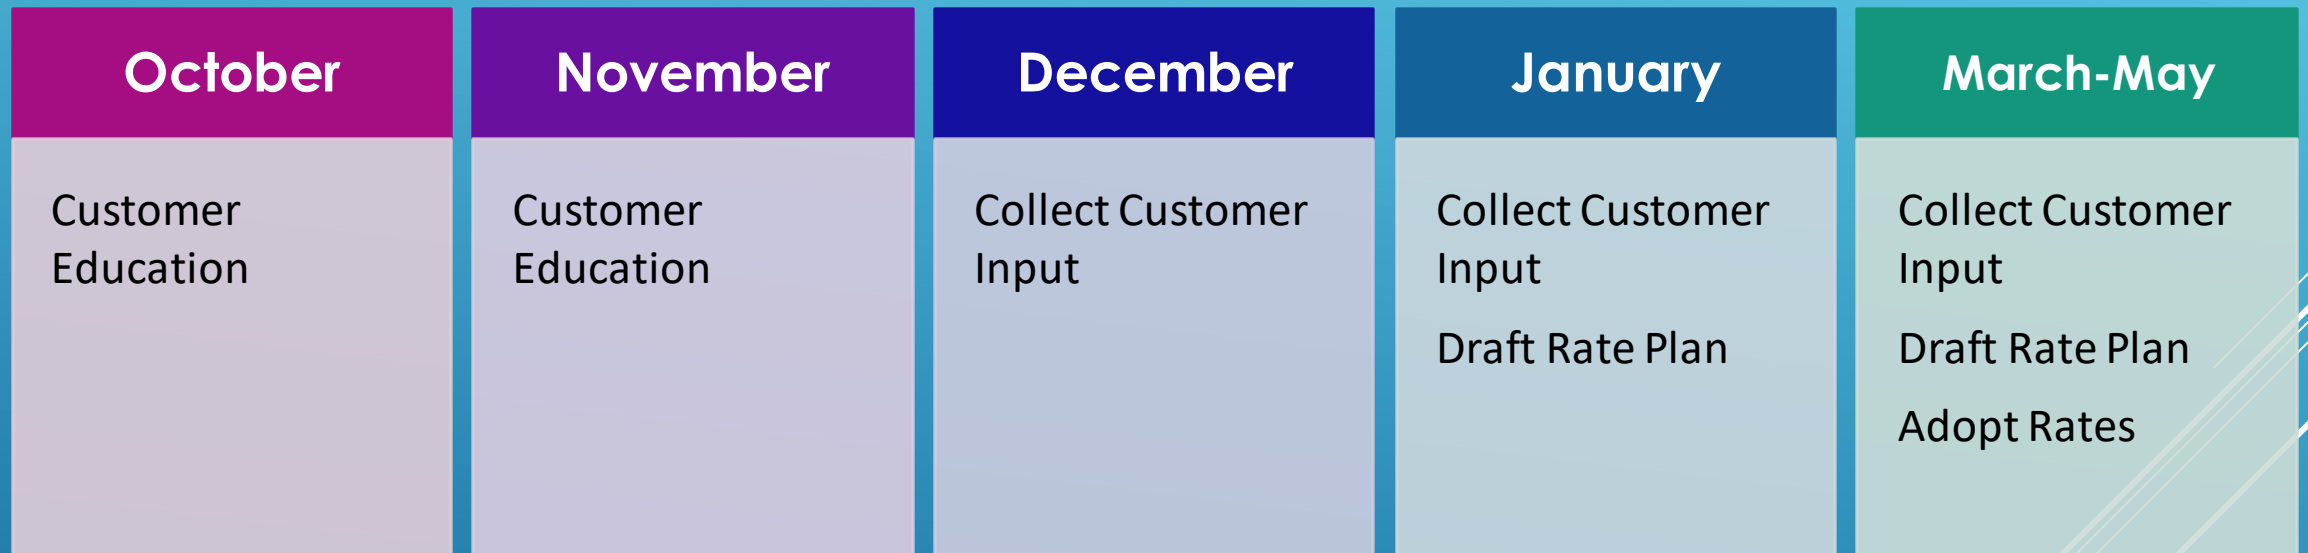 October
Customer
Education
November
Customer
Education
December
Collect Customer
Input
January
Collect Customer
Input
Draft Rate Plan
March-May
Collect Customer
Input
Draft Rate Plan
Adopt Rates